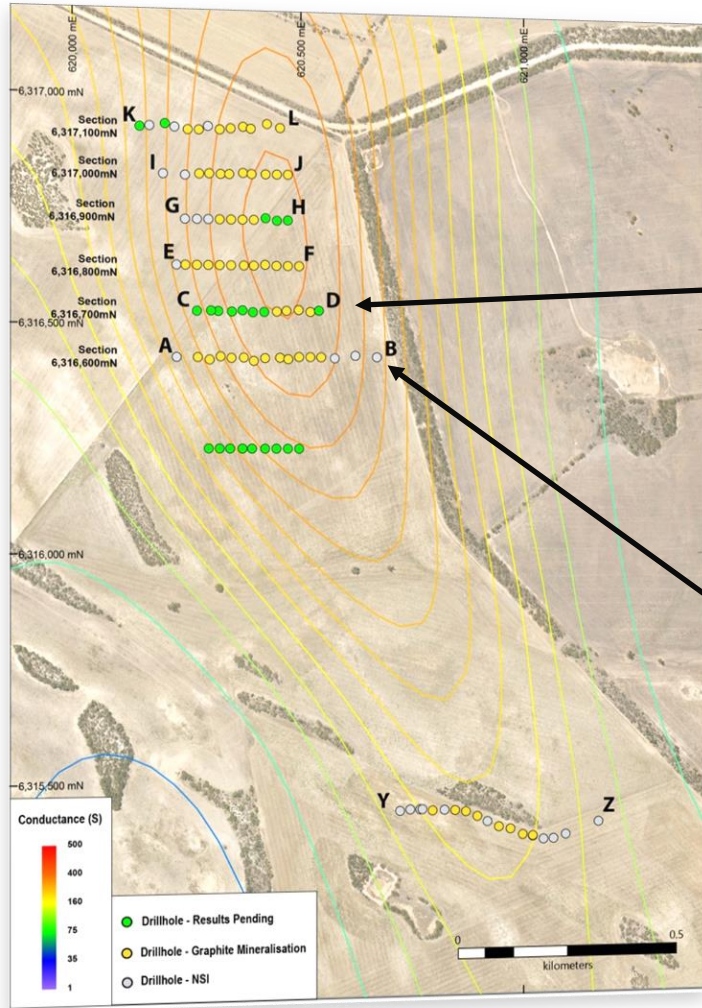 620,000 mE
620,500 mE
621,000 mE
6,317,000 mN
Section
6,317,100mN
K
L
Section
6,317,000mN
I
J
Section
6,316,900mN
G
H
Section
6,316,800mN
E
F
Section
6,316,700mN
C
D
6,316,500 mN
Section
6,316,600mN
A
B
6,316,000 mN
6,315,500 mN
Y
Z
Conductance (S)
500
400
160
75
35
1
Drillhole - Results Pending
Drillhole - Graphite Mineralisation
Drillhole - NSI
0
0.5
kilometers